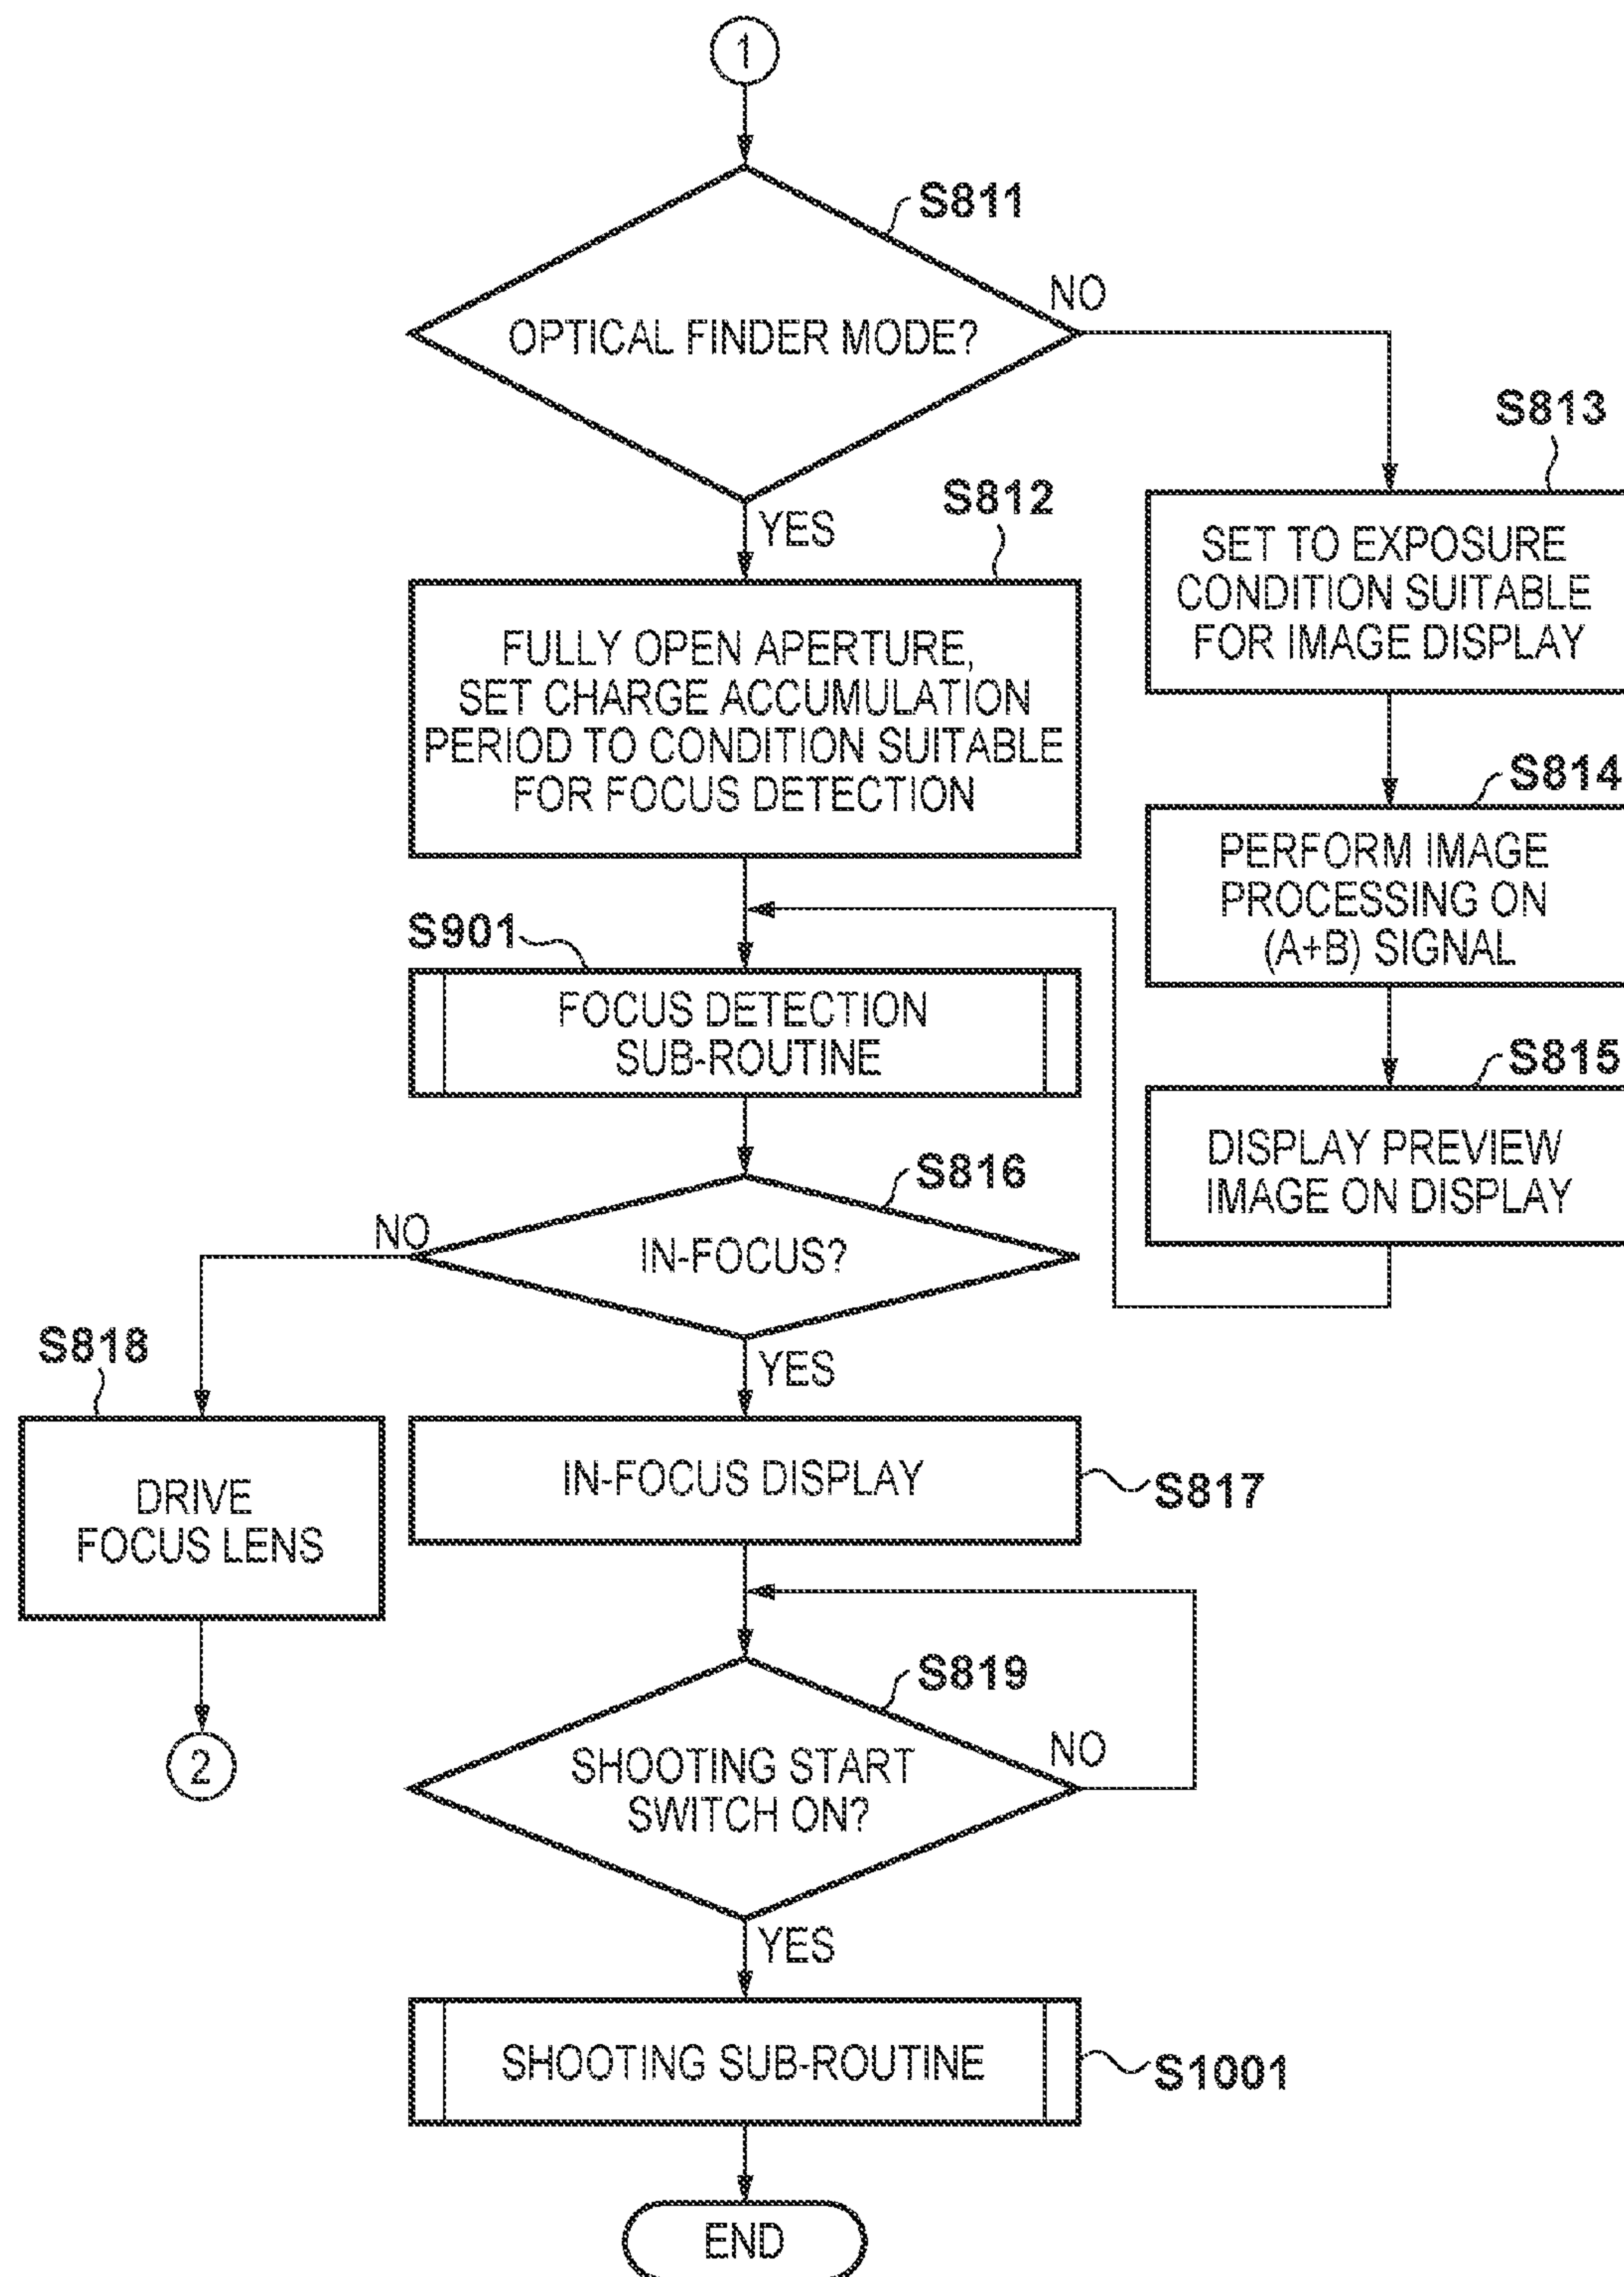 1
S811
OPTICAL FINDER MODE?
NO
YES
S812
FULLY OPEN APERTURE,
SET CHARGE ACCUMULATION
PERIOD TO CONDITION SUITABLE
FOR FOCUS DETECTION
S813
SET TO EXPOSURE
CONDITION SUITABLE
FOR IMAGE DISPLAY
S814
PERFORM IMAGE
PROCESSING ON
(A+B) SIGNAL
S815
DISPLAY PREVIEW
IMAGE ON DISPLAY
S901
FOCUS DETECTION
SUB-ROUTINE
S816
IN-FOCUS?
NO
YES
S818
DRIVE
FOCUS LENS
2
IN-FOCUS DISPLAY
S817
S819
SHOOTING START
SWITCH ON?
NO
YES
SHOOTING SUB-ROUTINE
S1001
END